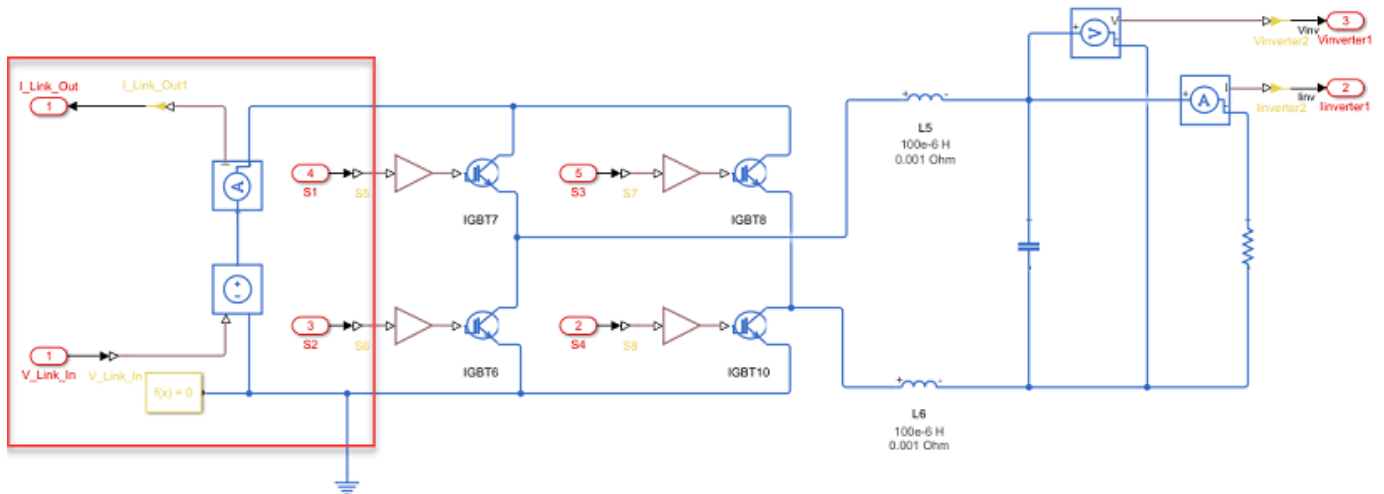 I_Link_Out
1
I_Link_Out1
I
A
+
-
1
V_Link_In
V_Link_In
f(x) = 0
4
S1
S5
IGBT7
5
S3
S7
IGBT8
3
S2
S6
IGBT6
2
S4
S8
IGBT10
+ -
L5
100e-6 H
0.001 Ohm
+ -
L6
100e-6 H
0.001 Ohm
+ V V -
Vinverter2
Vinv
3
Vinverter1
+ A I -
Iinverter2
Iinv
2
Iinverter1